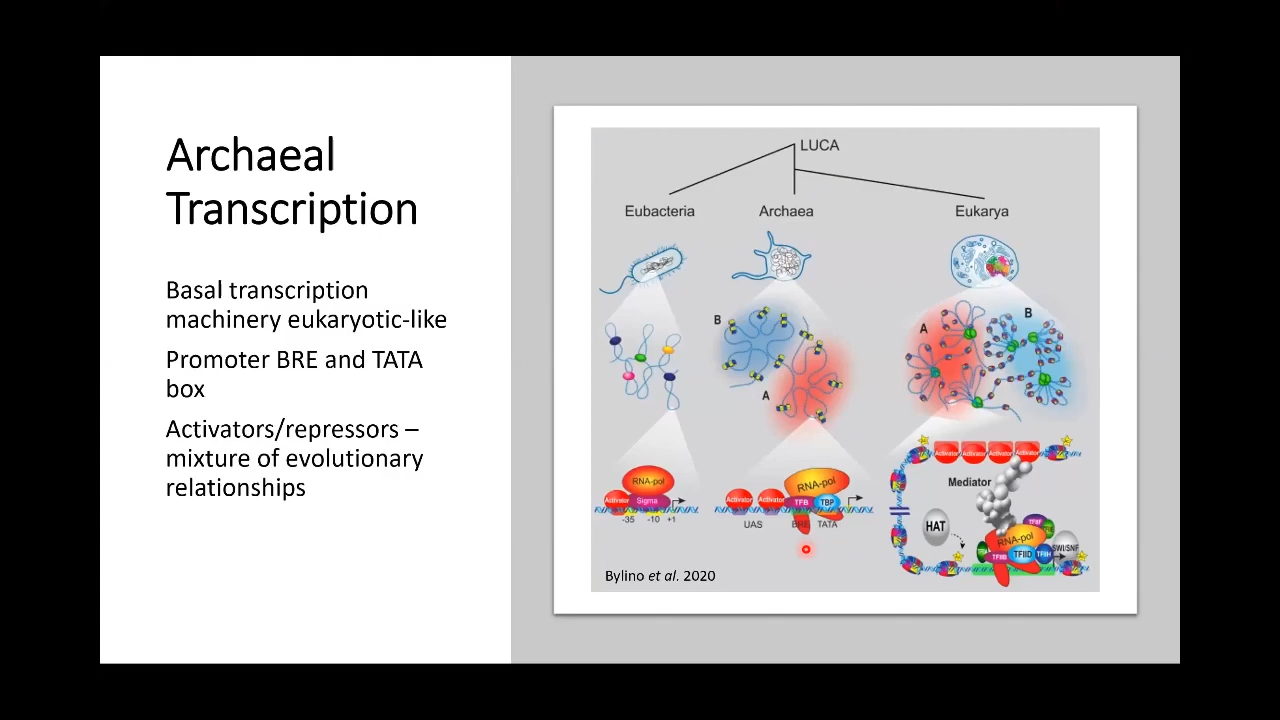 Archaeal
Transcription
Basal transcription
machinery eukaryotic-like
Promoter BRE and TATA
box
Activators/repressors –
mixture of evolutionary
relationships
LUCA
Eubacteria
Archaea
Eukarya
B
A
A
B
RNA-pol
Activator
Sigma
-35
-10
+1
RNA-pol
Activator
Activator
TFB
TBP
UAS
BRE
TATA
Activator
Activator
Activator
Activator
Mediator
HAT
RNA-pol
TFIIF
TFIIB
TFIID
TFIIH
SWI/SNF
Bylino et al. 2020